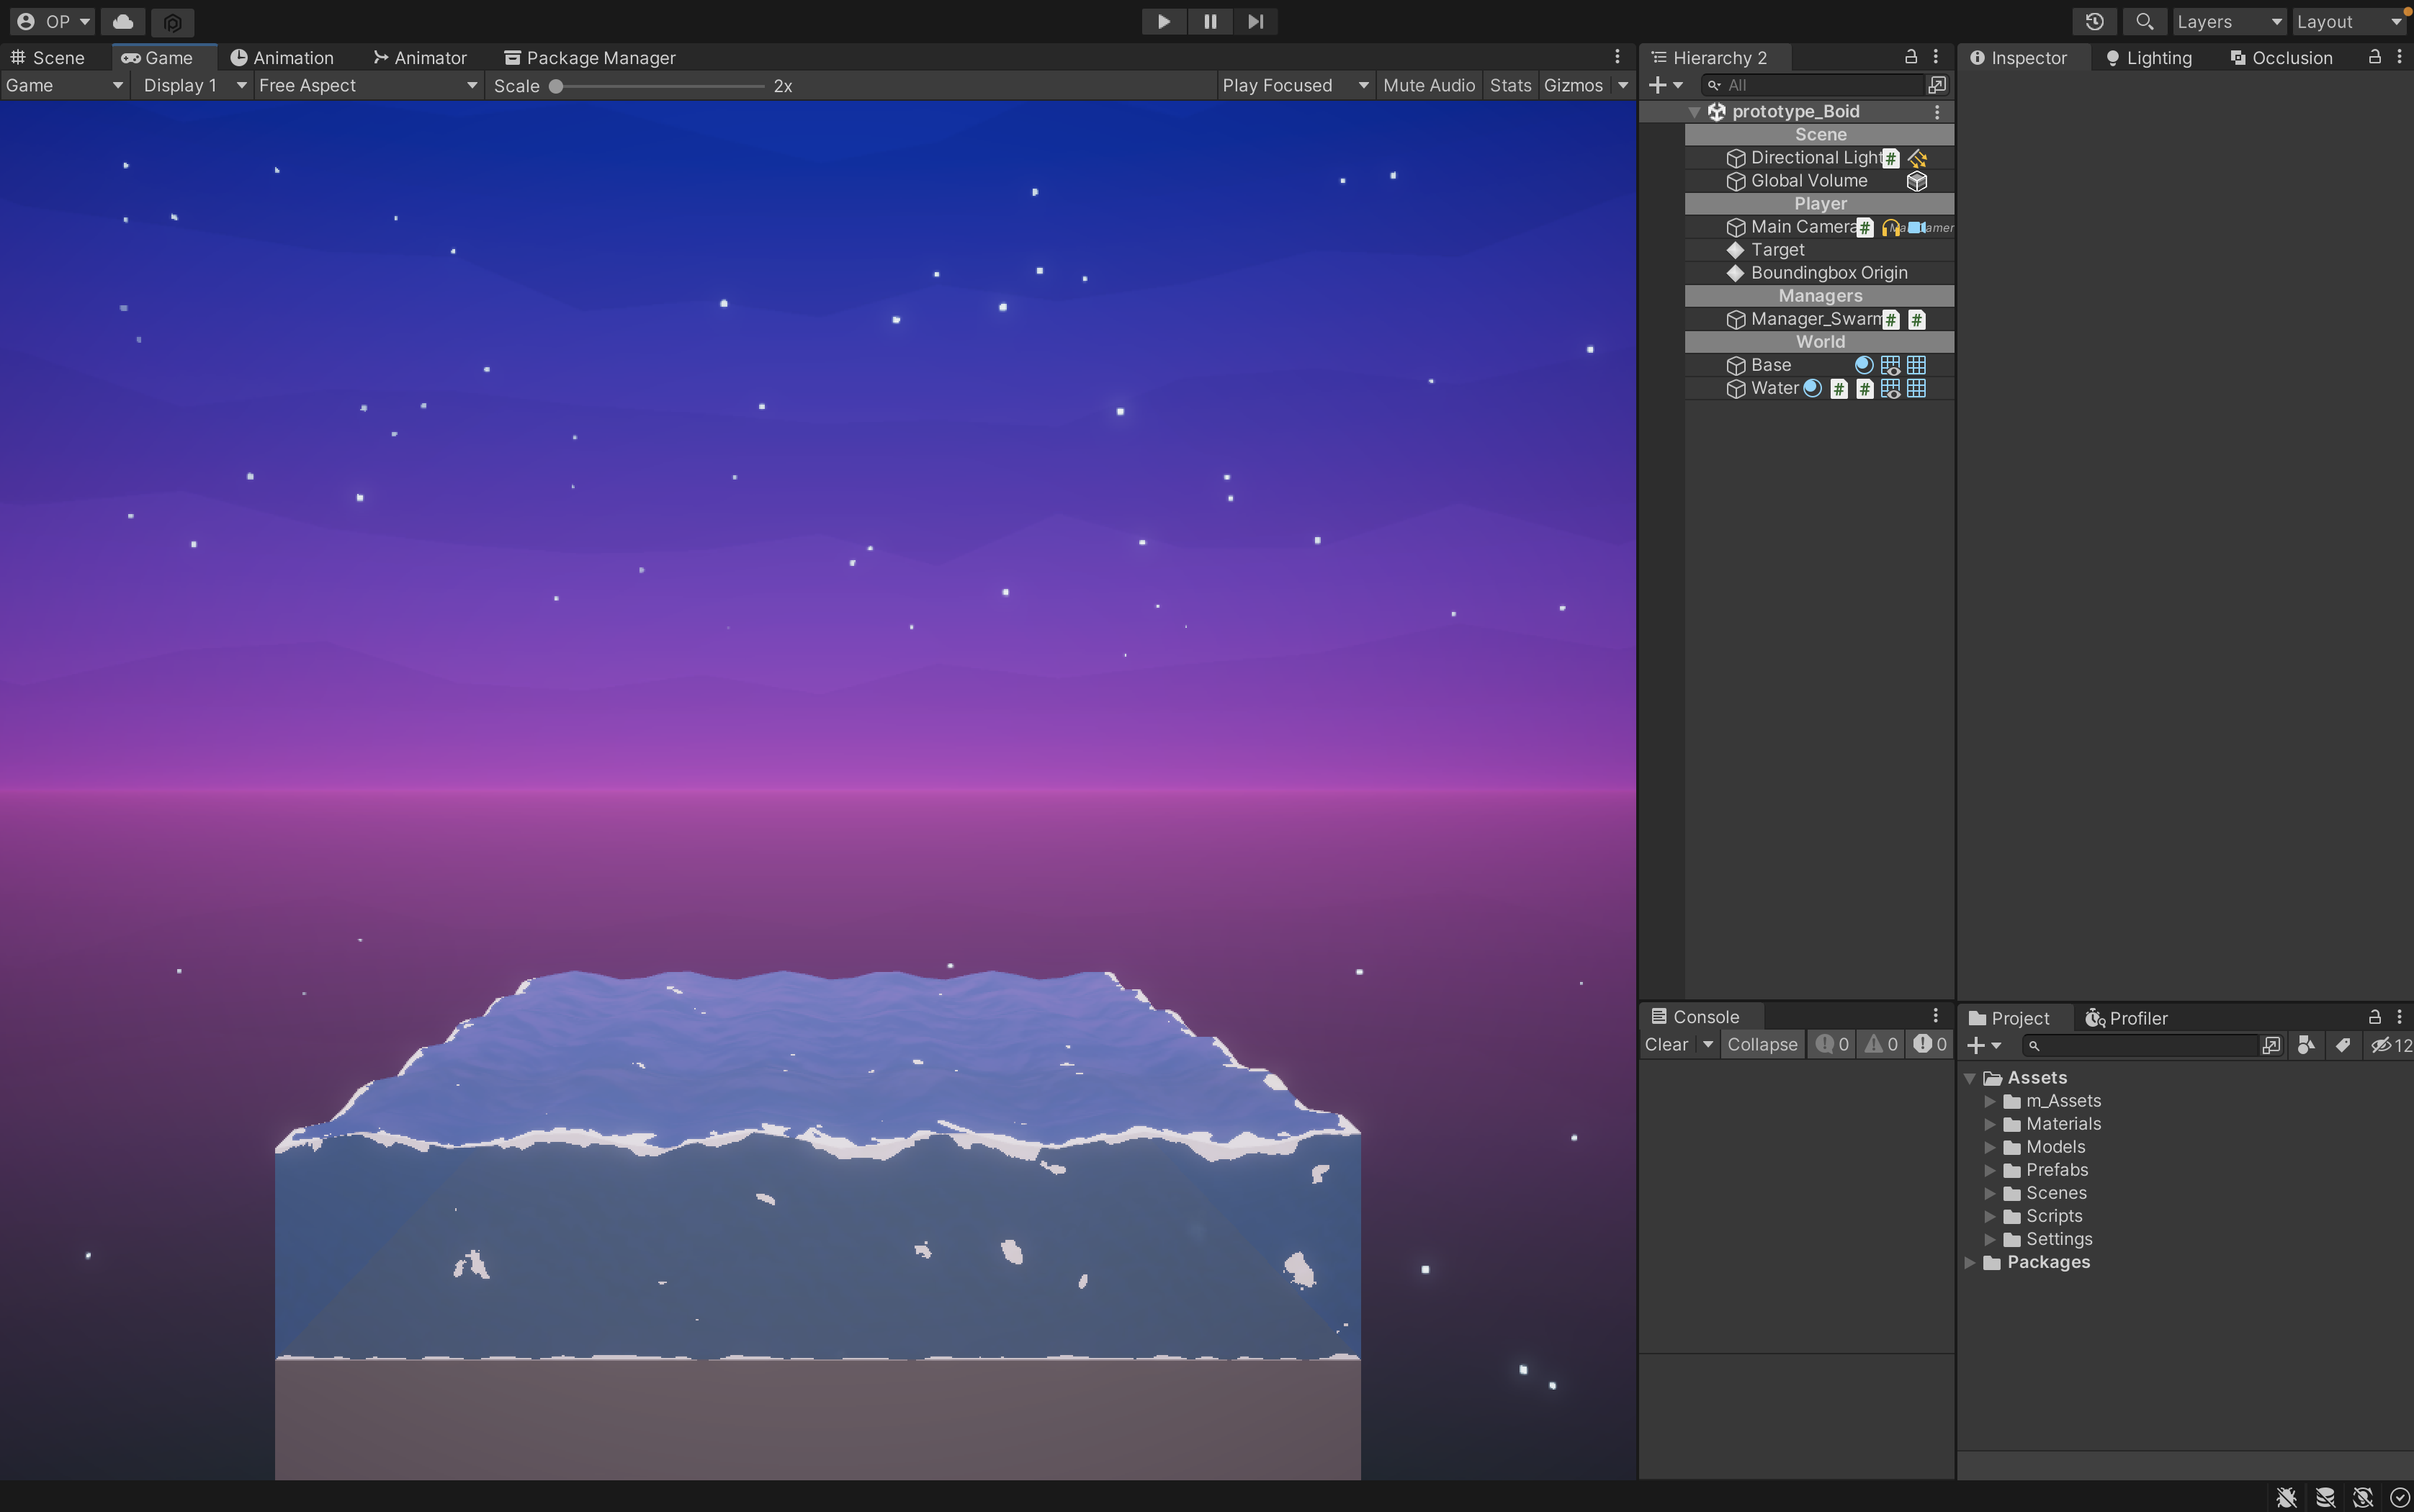 OP
Layers
Layout
Scene
Game
Animation
Animator
Package Manager
Game
Display 1
Free Aspect
Scale
2x
Play Focused
Mute Audio
Stats
Gizmos
Hierarchy 2
All
prototype_Boid
Scene
Directional Light
#
Global Volume
Player
Main Camera
#
Target
Boundingbox Origin
Managers
Manager_Swarm
# #
World
Base
Water
# #
Inspector
Lighting
Occlusion
Console
Clear
Collapse
0
0
0
Project
Profiler
12
Assets
m_Assets
Materials
Models
Prefabs
Scenes
Scripts
Settings
Packages